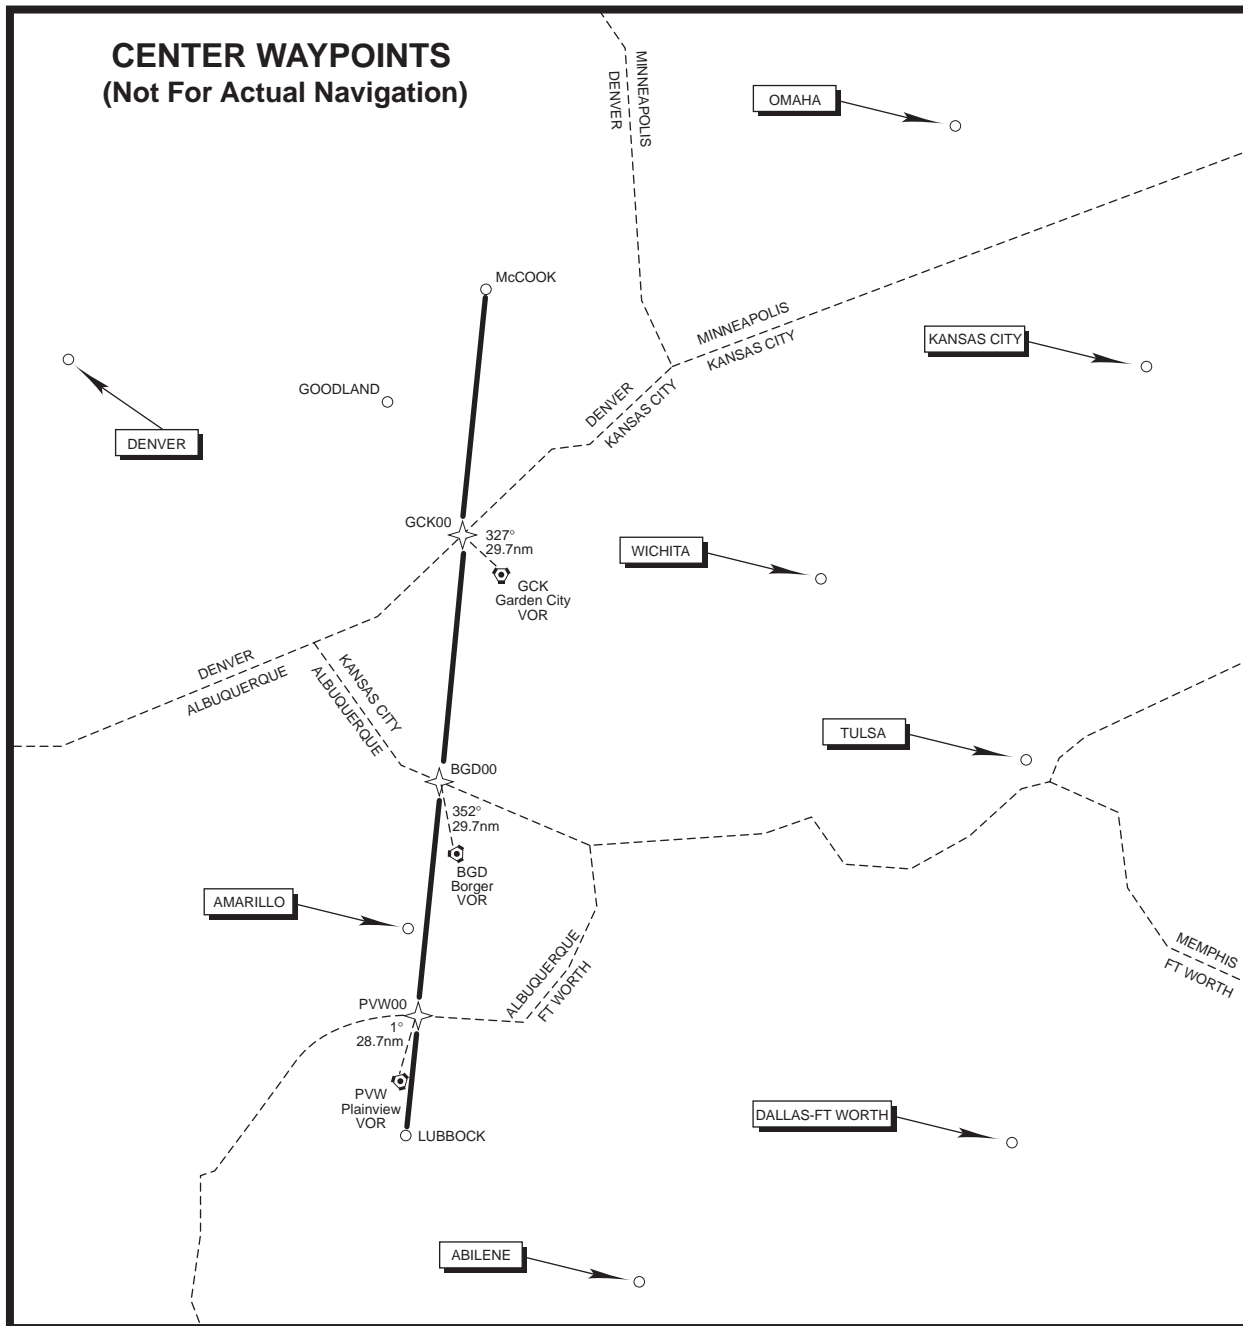 CENTER WAYPOINTS
(Not For Actual Navigation)
MINNEAPOLIS
DENVER
OMAHA
McCOOK
MINNEAPOLIS
KANSAS CITY
KANSAS CITY
GOODLAND
DENVER
DENVER
KANSAS CITY
GCK00
327°
29.7nm
WICHITA
GCK
Garden City
VOR
DENVER
ALBUQUERQUE
KANSAS CITY
ALBUQUERQUE
TULSA
BGD00
352°
29.7nm
BGD
Borger
VOR
AMARILLO
ALBUQUERQUE
FT WORTH
MEMPHIS
FT WORTH
PVW00
1°
28.7nm
PVW
Plainview
VOR
LUBBOCK
DALLAS-FT WORTH
ABILENE